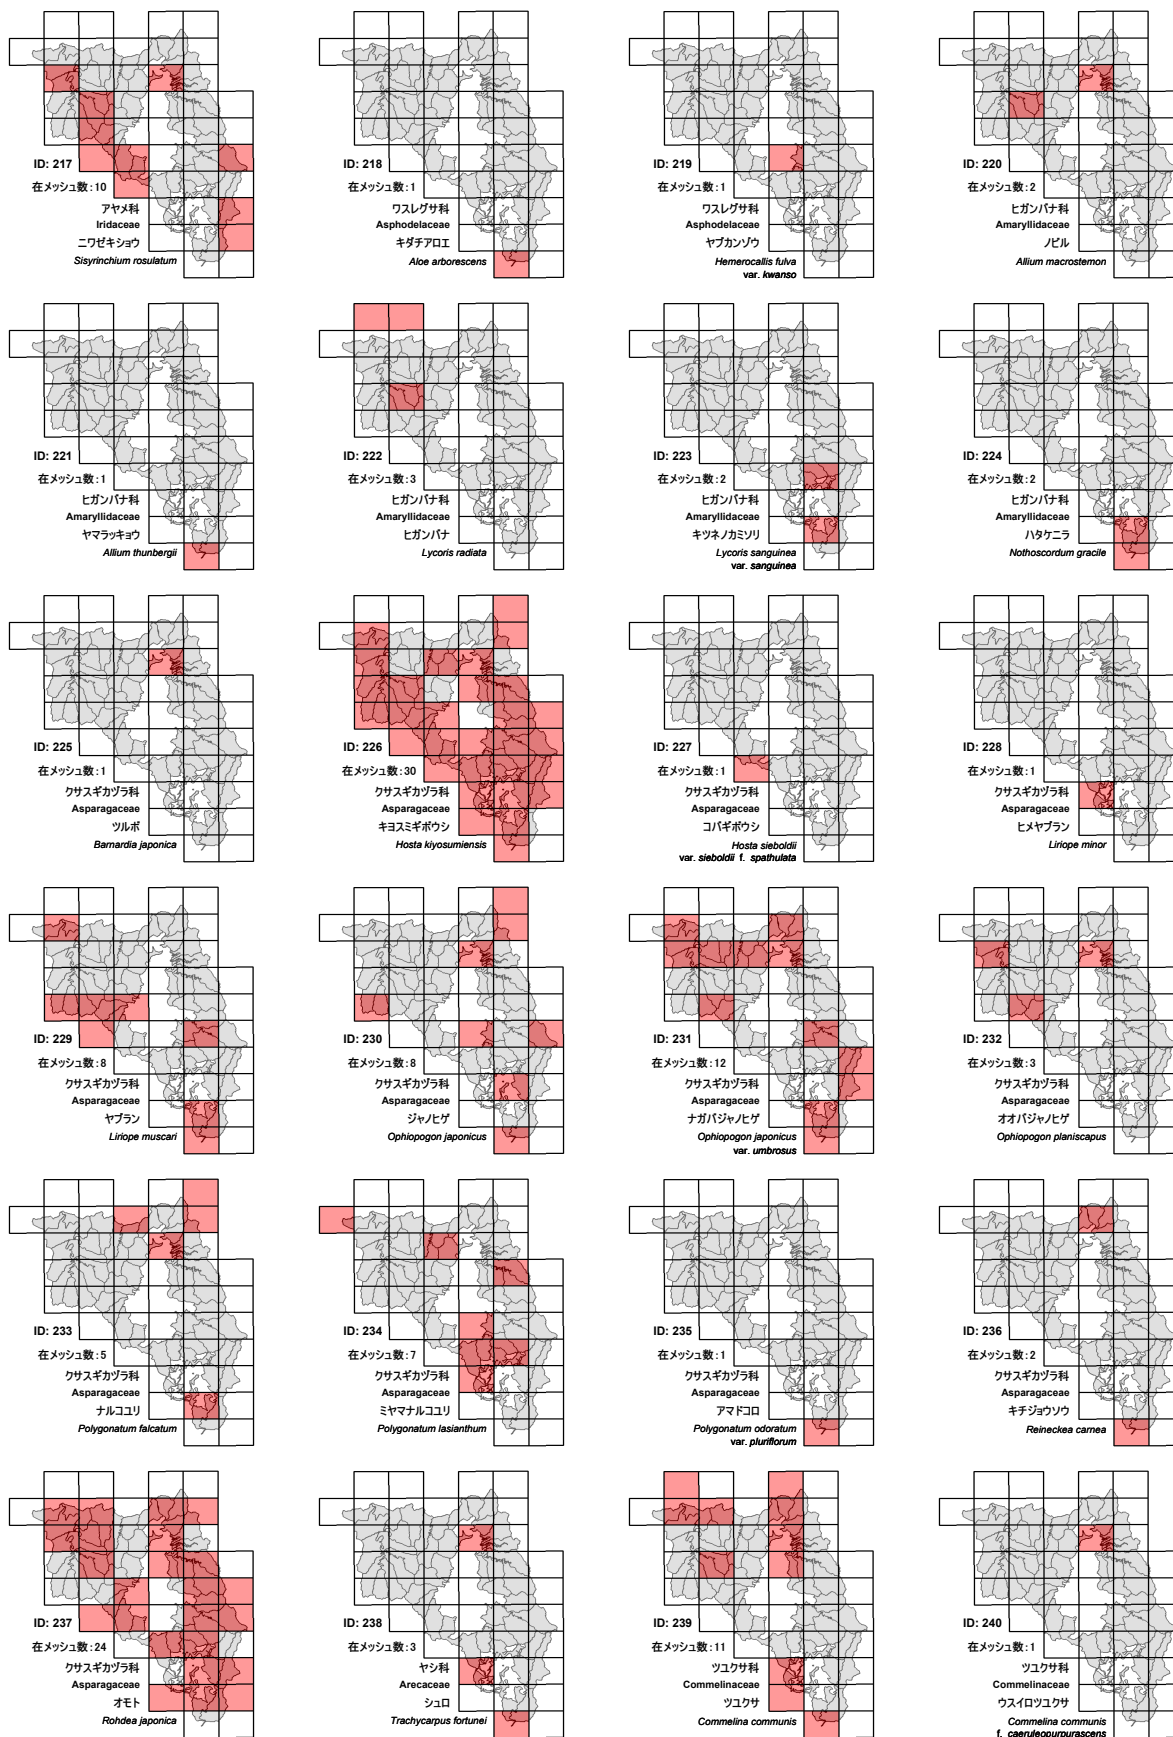 ID: 217
在メッシュ数:10
アヤメ科
Iridaceae
ニワゼキショウ
Sisyrinchium rosulatum
ID: 218
在メッシュ数:1
ワスレグサ科
Asphodelaceae
キダチアロエ
Aloe arborescens
ID: 219
在メッシュ数:1
ワスレグサ科
Asphodelaceae
ヤブカンゾウ
Hemerocallis fulva
var. kwanso
ID: 220
在メッシュ数:2
ヒガンバナ科
Amaryllidaceae
ノビル
Allium macrostemon
ID: 221
在メッシュ数:1
ヒガンバナ科
Amaryllidaceae
ヤマラッキョウ
Allium thunbergii
ID: 222
在メッシュ数:3
ヒガンバナ科
Amaryllidaceae
ヒガンバナ
Lycoris radiata
ID: 223
在メッシュ数:2
ヒガンバナ科
Amaryllidaceae
キツネノカミソリ
Lycoris sanguinea
var. sanguinea
ID: 224
在メッシュ数:2
ヒガンバナ科
Amaryllidaceae
ハタケニラ
Nothoscordum gracile
ID: 225
在メッシュ数:1
クサスギカヅラ科
Asparagaceae
ツルボ
Barnardia japonica
ID: 226
在メッシュ数:30
クサスギカヅラ科
Asparagaceae
キヨスミギボウシ
Hosta kiyosumiensis
ID: 227
在メッシュ数:1
クサスギカヅラ科
Asparagaceae
コバギボウシ
Hosta sieboldii
var. sieboldii f. spathulata
ID: 228
在メッシュ数:1
クサスギカヅラ科
Asparagaceae
ヒメヤブラン
Liriope minor
ID: 229
在メッシュ数:8
クサスギカヅラ科
Asparagaceae
ヤブラン
Liriope muscari
ID: 230
在メッシュ数:8
クサスギカヅラ科
Asparagaceae
ジャノヒゲ
Ophiopogon japonicus
ID: 231
在メッシュ数:12
クサスギカヅラ科
Asparagaceae
ナガバジャノヒゲ
Ophiopogon japonicus
var. umbrosus
ID: 232
在メッシュ数:3
クサスギカヅラ科
Asparagaceae
オオバジャノヒゲ
Ophiopogon planiscapus
ID: 233
在メッシュ数:5
クサスギカヅラ科
Asparagaceae
ナルコユリ
Polygonatum falcatum
ID: 234
在メッシュ数:7
クサスギカヅラ科
Asparagaceae
ミヤマナルコユリ
Polygonatum lasianthum
ID: 235
在メッシュ数:1
クサスギカヅラ科
Asparagaceae
アマドコロ
Polygonatum odoratum
var. pluriflorum
ID: 236
在メッシュ数:2
クサスギカヅラ科
Asparagaceae
キチジョウソウ
Reineckea carnea
ID: 237
在メッシュ数:24
クサスギカヅラ科
Asparagaceae
オモト
Rohdea japonica
ID: 238
在メッシュ数:3
ヤシ科
Arecaceae
シュロ
Trachycarpus fortunei
ID: 239
在メッシュ数:11
ツユクサ科
Commelinaceae
ツユクサ
Commelina communis
ID: 240
在メッシュ数:1
ツユクサ科
Commelinaceae
ウスイロツユクサ
Commelina communis
f. caeruleopurpurascens